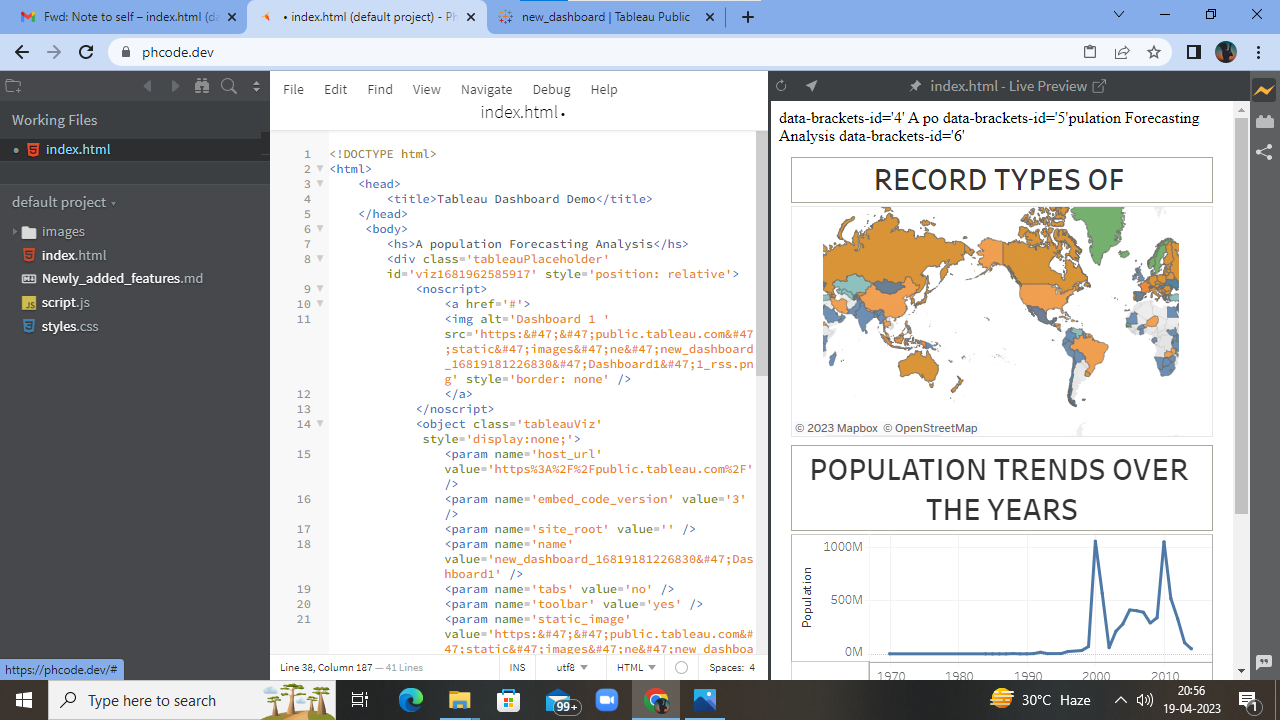 Fwd: Note to self – index.html (da
• index.html (default project) - Ph
new_dashboard | Tableau Public
phcode.dev
Working Files
index.html
default project
images
index.html
Newly_added_features.md
script.js
styles.css
https://phcode.dev/#
File Edit Find View Navigate Debug Help
index.html •
1 <!DOCTYPE html>
2 <html>
3 <head>
4 <title>Tableau Dashboard Demo</title>
5 </head>
6 <body>
7 <hs>A population Forecasting Analysis</hs>
8 <div class='tableauPlaceholder'
id='viz1681962585917' style='position: relative'>
9 <noscript>
10 <a href='#'>
11 <img alt='Dashboard 1 '
src='https:&#47;&#47;public.tableau.com&#47
;static&#47;images&#47;ne&#47;new_dashboard
_16819181226830&#47;Dashboard1&#47;1_rss.pn
g' style='border: none' />
12 </a>
13 </noscript>
14 <object class='tableauViz'
style='display:none;'>
15 <param name='host_url'
value='https%3A%2F%2Fpublic.tableau.com%2F'
/>
16 <param name='embed_code_version' value='3'
/>
17 <param name='site_root' value='' />
18 <param name='name'
value='new_dashboard_16819181226830&#47;Das
hboard1' />
19 <param name='tabs' value='no' />
20 <param name='toolbar' value='yes' />
21 <param name='static_image'
value='https:&#47;&#47;public.tableau.com&#
47;static&#47;images&#47;ne&#47;new_dashboa
Line 38, Column 187 — 41 Lines
INS utf8 HTML Spaces: 4
index.html - Live Preview
data-brackets-id='4' A po data-brackets-id='5'pulation Forecasting
Analysis data-brackets-id='6'
RECORD TYPES OF
© 2023 Mapbox © OpenStreetMap
POPULATION TRENDS OVER
THE YEARS
Population
1000M
500M
0M
1970 1980 1990 2000 2010
Type here to search
99+
30°C Haze
20:56
19-04-2023
1